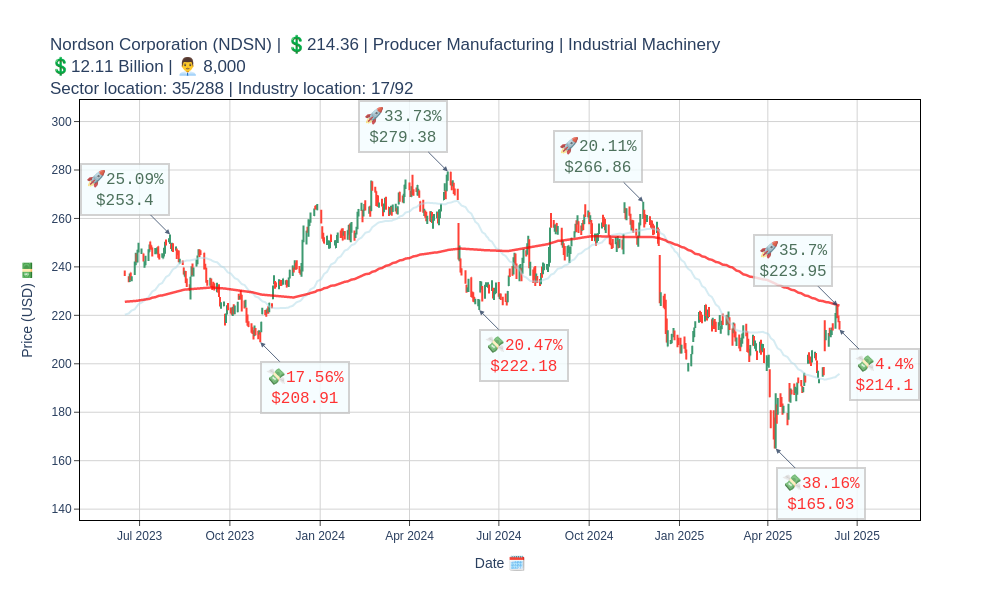 Nordson Corporation (NDSN) | 💲214.36 | Producer Manufacturing | Industrial Machinery
💲12.11 Billion | 👨‍💼 8,000
Sector location: 35/288 | Industry location: 17/92
300
280
260
240
220
200
180
160
140
Price (USD) 💵
🚀25.09%
$253.4
💸17.56%
$208.91
🚀33.73%
$279.38
💸20.47%
$222.18
🚀20.11%
$266.86
💸38.16%
$165.03
🚀35.7%
$223.95
💸4.4%
$214.1
Jul 2023
Oct 2023
Jan 2024
Apr 2024
Jul 2024
Oct 2024
Jan 2025
Apr 2025
Jul 2025
Date 🗓️